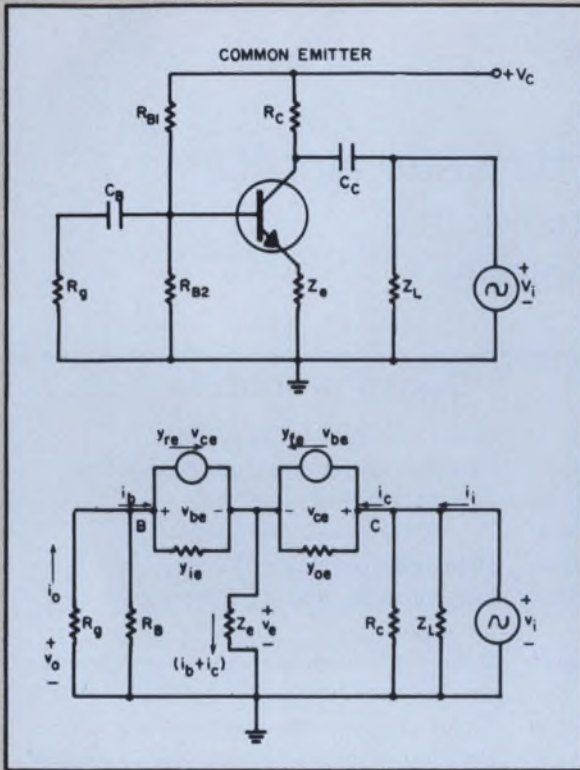 COMMON EMITTER
+Vc
RB1
RC
CB
CC
Rg
RB2
Ze
ZL
+
Vi
−
yre vce
yfe vbe
ib
+ vbe −
− vce +
ic
ii
B
C
yie
yoe
io
Rg
RB
Ze
+
ve
−
Rc
ZL
+
vi
−
+
vo
−
(ib+ic)